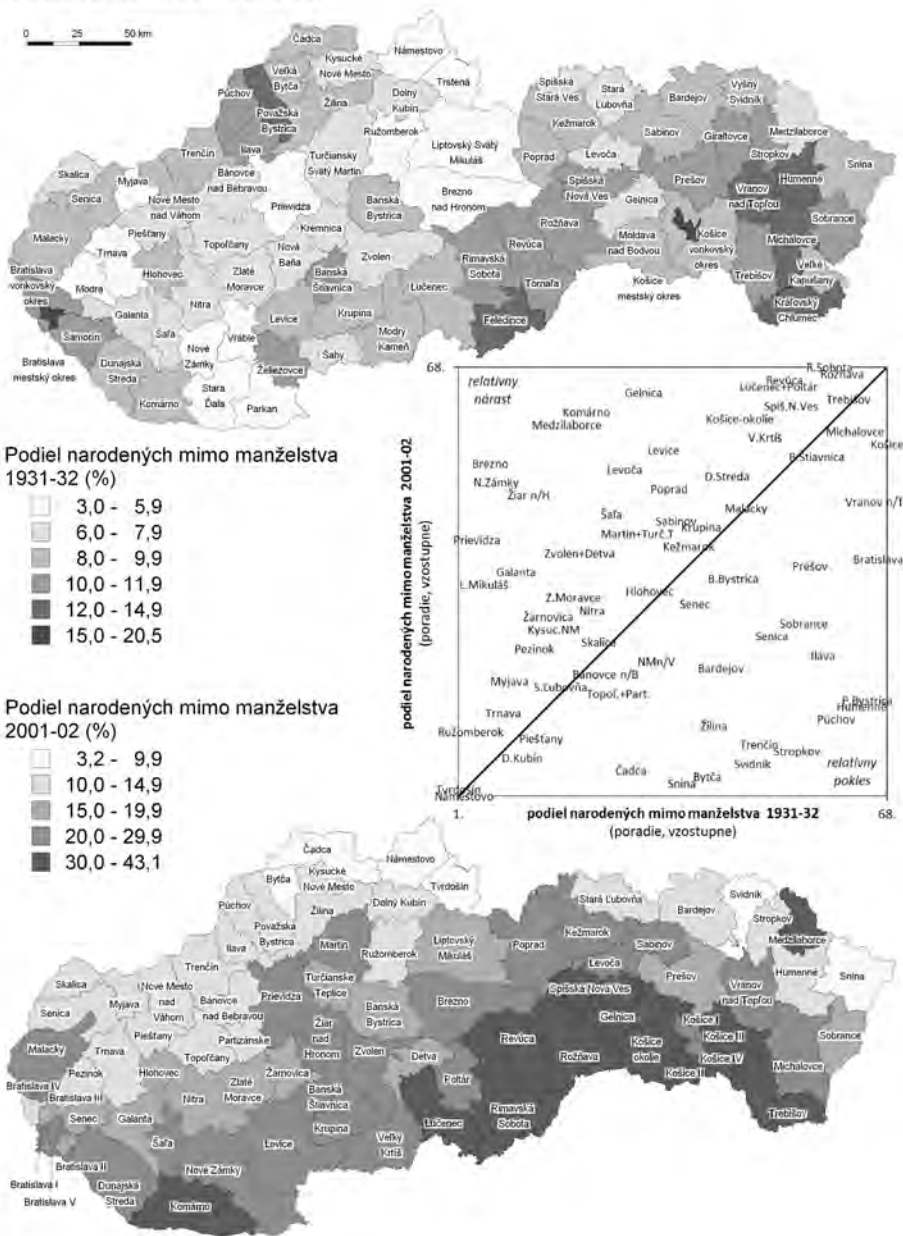 0 25 50 km
Čadca
Kysucké
Nové Mesto
Námestovo
Trstená
Veľká
Bytča
Púchov
Považská
Bystrica
Žilina
Dolný
Kubín
Ružomberok
Ilava
Trenčín
Turčiansky
Svätý Martin
Liptovský Svätý
Mikuláš
Spišská
Stará Ves
Stará
Ľubovňa
Kežmarok
Bardejov
Vyšný
Svidník
Medzilaborce
Stropkov
Giraltovce
Sabinov
Snina
Humenné
Poprad
Levoča
Prešov
Vranov
nad Topľou
Skalica
Senica
Myjava
Bánovce
nad Bebravou
Nové Mesto
nad Váhom
Prievidza
Brezno
nad Hronom
Spišská
Nová Ves
Gelnica
Sobrance
Banská
Bystrica
Kremnica
Rožňava
Košice
vonkovský
okres
Michalovce
Malacky
Piešťany
Topoľčany
Nová
Baňa
Zvolen
Revúca
Moldava
nad Bodvou
Trnava
Hlohovec
Zlaté
Moravce
Banská
Štiavnica
Rimavská
Sobota
Košice
mestský okres
Trebišov
Veľké
Kapušany
Bratislava
vonkovský
okres
Modra
Nitra
Lučenec
Tornaľa
Kráľovský
Chlumec
Galanta
Šaľa
Levice
Krupina
Feledince
Šamorín
Vráble
Modrý
Kameň
Bratislava
mestský okres
Dunajská
Streda
Nové
Zámky
Šahy
Želiezovce
Komárno
Stará
Ďala
Parkan
Podiel narodených mimo manželstva
1931-32 (%)
3,0 - 5,9
6,0 - 7,9
8,0 - 9,9
10,0 - 11,9
12,0 - 14,9
15,0 - 20,5
Podiel narodených mimo manželstva
2001-02 (%)
3,2 - 9,9
10,0 - 14,9
15,0 - 19,9
20,0 - 29,9
30,0 - 43,1
68.
relatívny
nárast
R.Sobota
Rožňava
Revúca
Lučenec+Poltár
Gelnica
Trebišov
Spiš.N.Ves
Komárno
Košice-okolie
Medzilaborce
Michalovce
V.Krtíš
Košice
Levice
B.Štiavnica
Brezno
Levoča
D.Streda
N.Zámky
Poprad
Žiar n/H
Vranov n/T
Malacky
Šaľa
Sabinov
Krupina
Martin+Turč.T
Prievidza
Kežmarok
Zvolen+Detva
Bratislava
Prešov
Galanta
B.Bystrica
L.Mikuláš
Hlohovec
Z.Moravce
Senec
Nitra
Žarnovica
Sobrance
Kysuc.NM
Senica
Skalica
Pezinok
Ilava
NMn/V
Bardejov
Bánovce n/B
Myjava
S.Ľubovňa
Topoľ.+Part.
P.Bystrica
Humenné
Trnava
Púchov
Žilina
Ružomberok
Piešťany
Trenčín
Stropkov
D.Kubín
Svidník
relatívny
pokles
Čadca
Bytča
Snina
Tvrdošín
Námestovo
1.
68.
podiel narodených mimo manželstva 2001-02
(poradie, vzostupne)
podiel narodených mimo manželstva 1931-32
(poradie, vzostupne)
Čadca
Námestovo
Kysucké
Nové Mesto
Tvrdošín
Bytča
Púchov
Žilina
Dolný Kubín
Stará Ľubovňa
Svidník
Bardejov
Stropkov
Medzilaborce
Považská
Bystrica
Ilava
Martin
Ružomberok
Liptovský
Mikuláš
Poprad
Kežmarok
Sabinov
Levoča
Prešov
Humenné
Snina
Trenčín
Turčianske
Teplice
Vranov
nad Topľou
Skalica
Nové Mesto
nad
Váhom
Bánovce
nad Bebravou
Prievidza
Brezno
Spišská Nová Ves
Senica
Myjava
Partizánske
Banská
Bystrica
Gelnica
Košice I
Košice III
Košice IV
Košice II
Sobrance
Piešťany
Topoľčany
Žiar
nad
Hronom
Revúca
Rožňava
Košice
okolie
Michalovce
Malacky
Trnava
Hlohovec
Žarnovica
Zvolen
Detva
Poltár
Pezinok
Zlaté
Moravce
Banská
Štiavnica
Trebišov
Bratislava IV
Bratislava III
Nitra
Krupina
Lučenec
Rimavská
Sobota
Senec
Galanta
Šaľa
Levice
Veľký
Krtíš
Bratislava II
Nové Zámky
Bratislava I
Bratislava V
Dunajská
Streda
Komárno